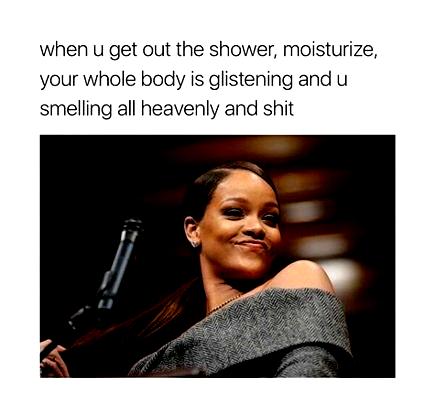 when u get out the shower, moisturize,
your whole body is glistening and u
smelling all heavenly and shit